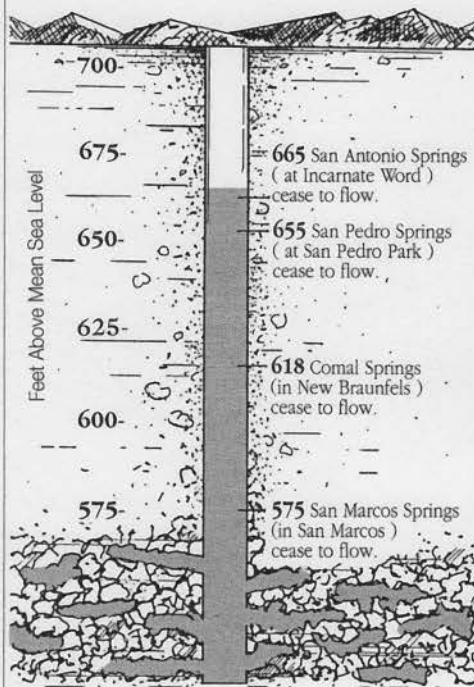 Feet Above Mean Sea Level
700-
675-
650-
625-
600-
575-
665 San Antonio Springs
( at Incarnate Word )
cease to flow.
655 San Pedro Springs
( at San Pedro Park )
cease to flow.
618 Comal Springs
(in New Braunfels )
cease to flow.
575 San Marcos Springs
(in San Marcos )
cease to flow.